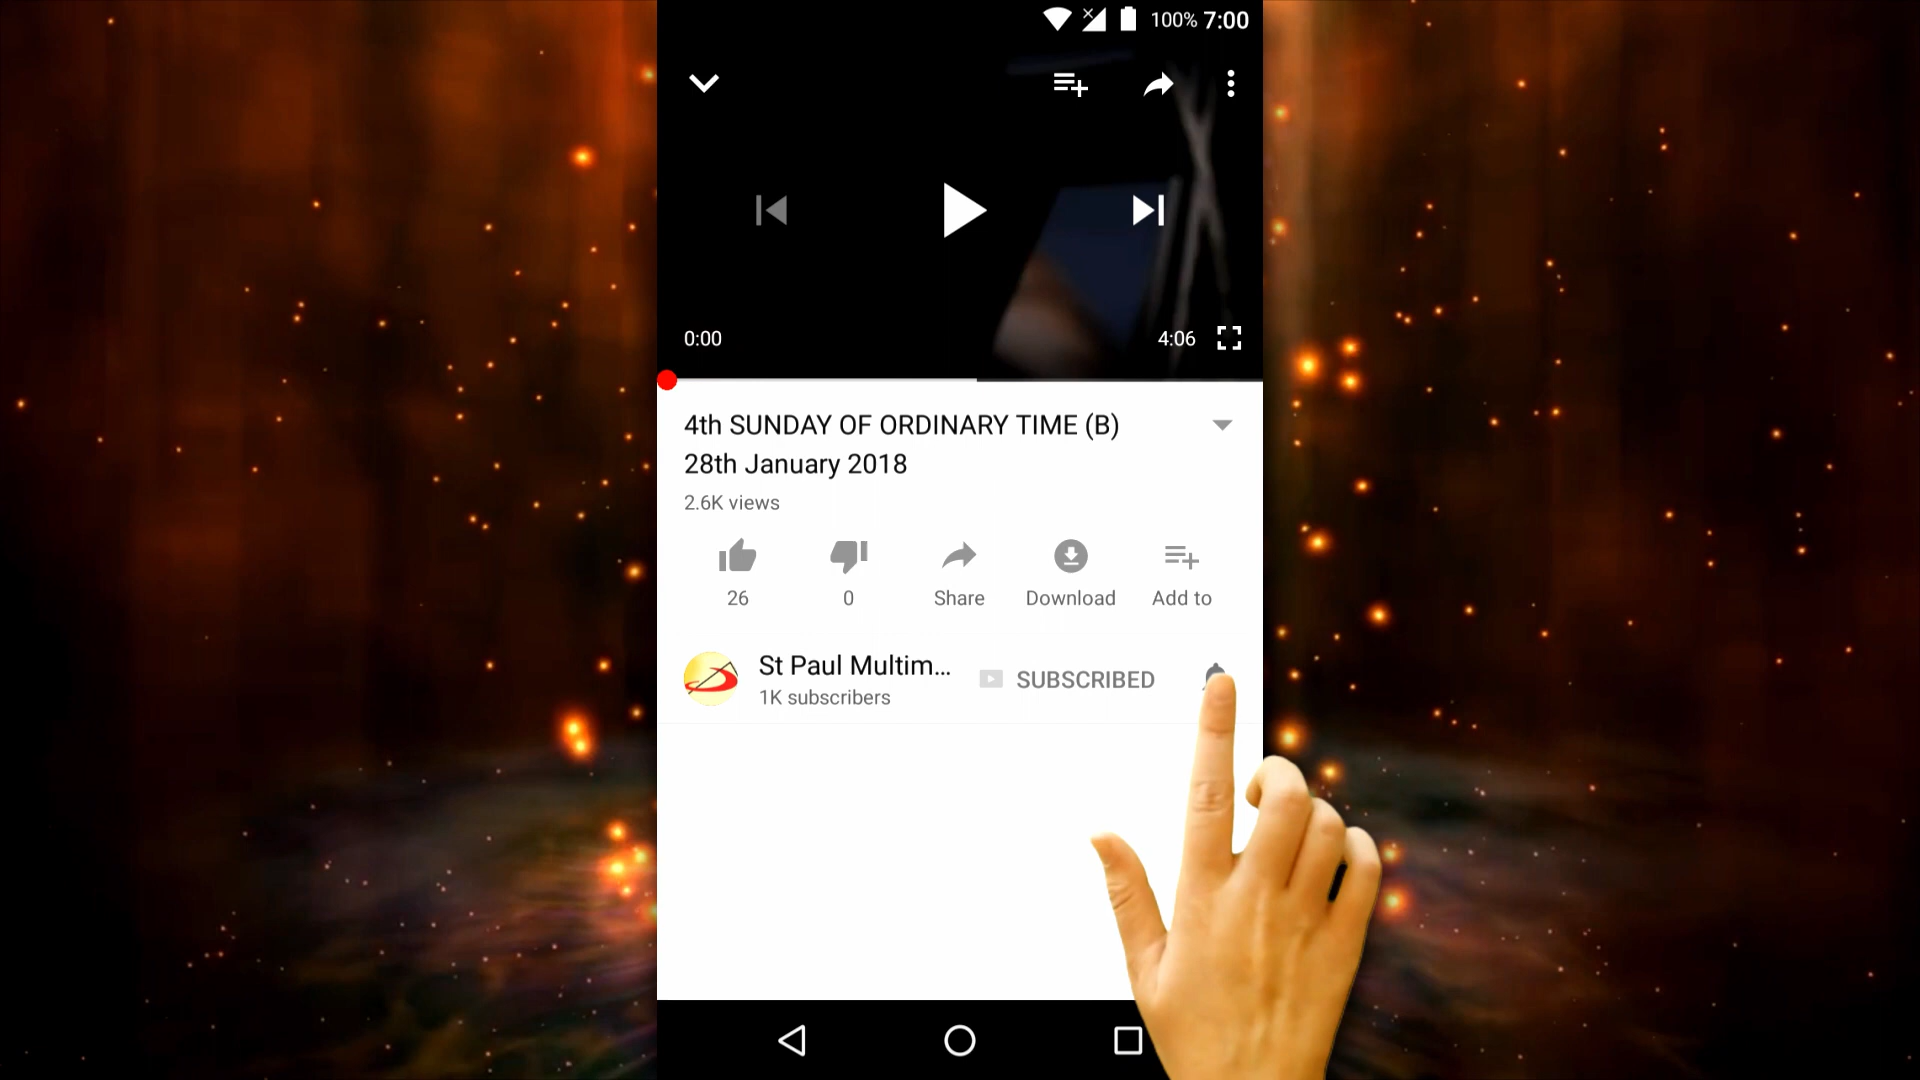 100% 7:00
0:00
4:06
4th SUNDAY OF ORDINARY TIME (B)
28th January 2018
2.6K views
26
0
Share
Download
Add to
St Paul Multim...
SUBSCRIBED
1K subscribers